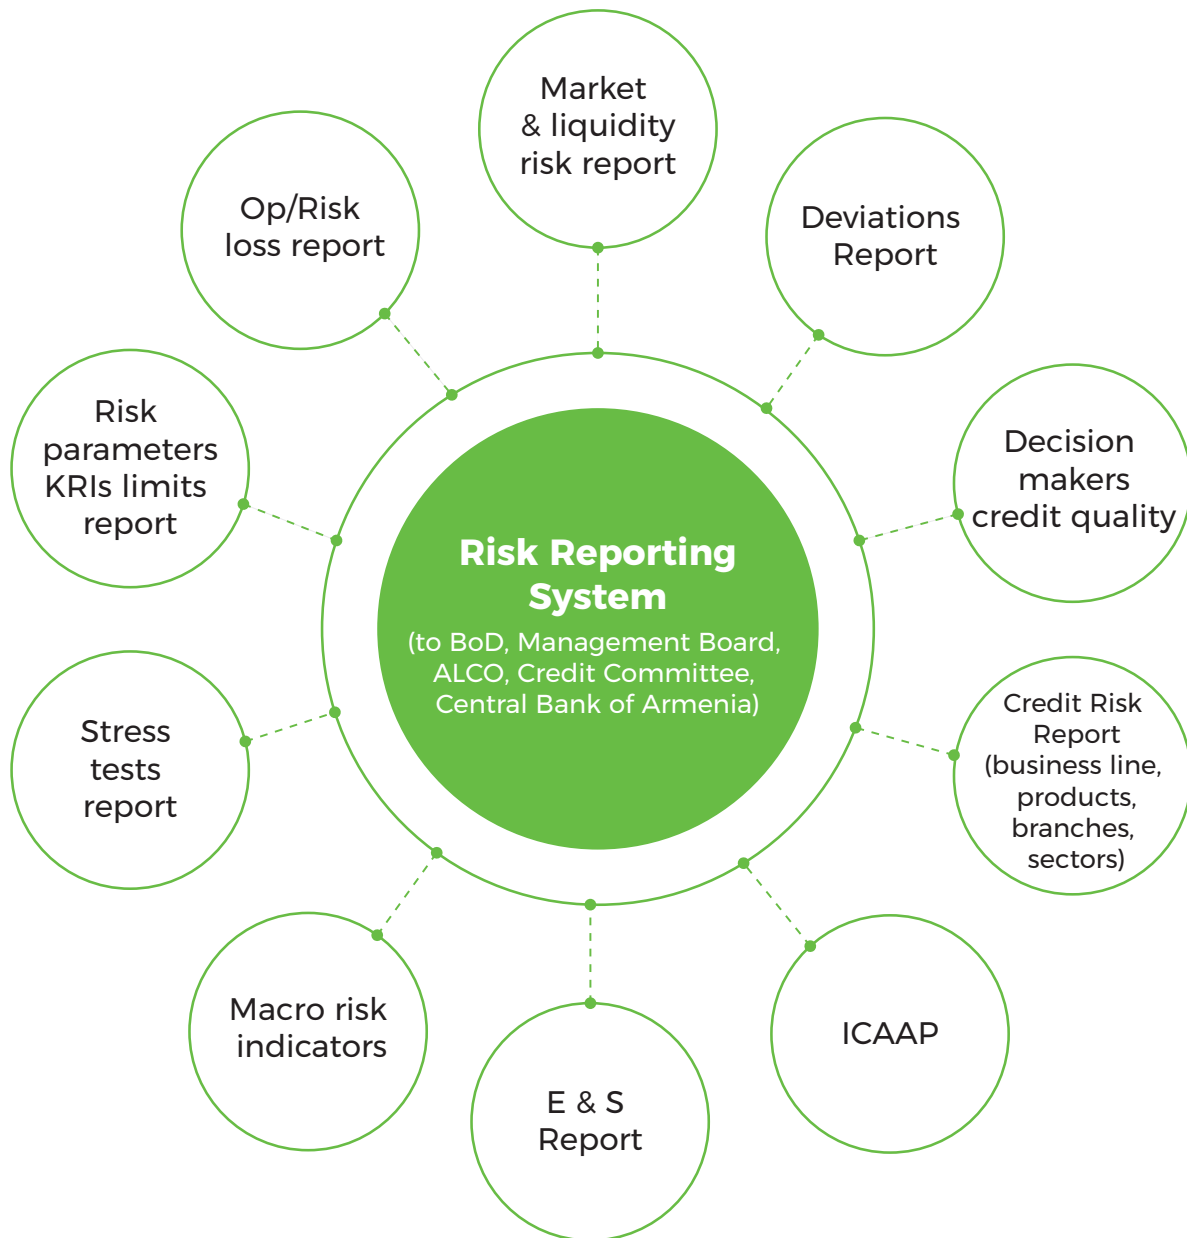 Market
& liquidity
risk report
Deviations
Report
Decision
makers
credit quality
Credit Risk
Report
(business line,
products,
branches,
sectors)
ICAAP
E & S
Report
Macro risk
indicators
Stress
tests
report
Risk
parameters
KRIs limits
report
Op/Risk
loss report
Risk Reporting
System
(to BoD, Management Board,
ALCO, Credit Committee,
Central Bank of Armenia)